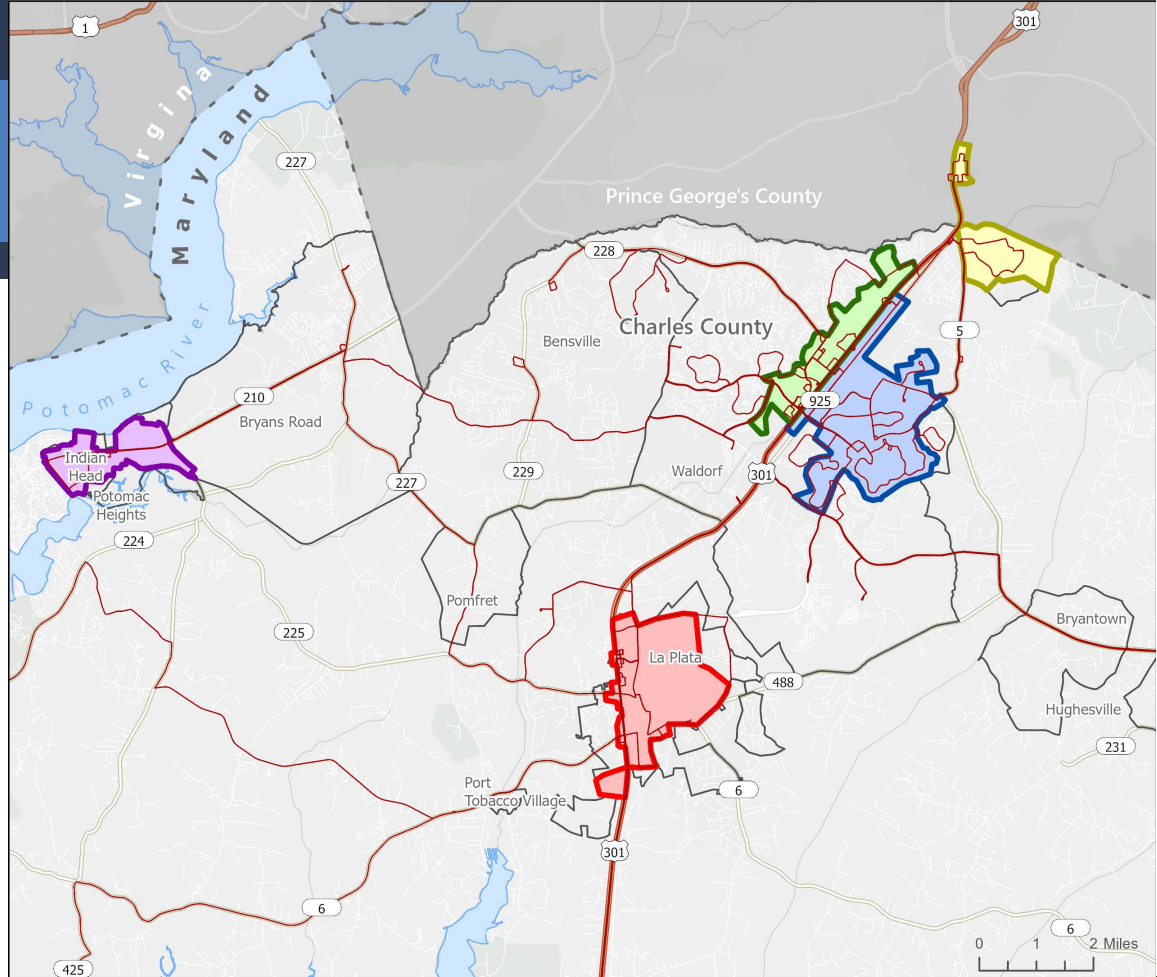 1
301
Virgina
Maryland
227
Prince George's County
228
Charles County
5
Bensville
Potomac River
210
925
Bryans Road
Indian
Head
229
Waldorf
301
227
Potomac
Heights
224
Pomfret
Bryantown
225
La Plata
488
Hughesville
231
Port
Tobacco Village
6
301
6
6
0 1 2 Miles
425